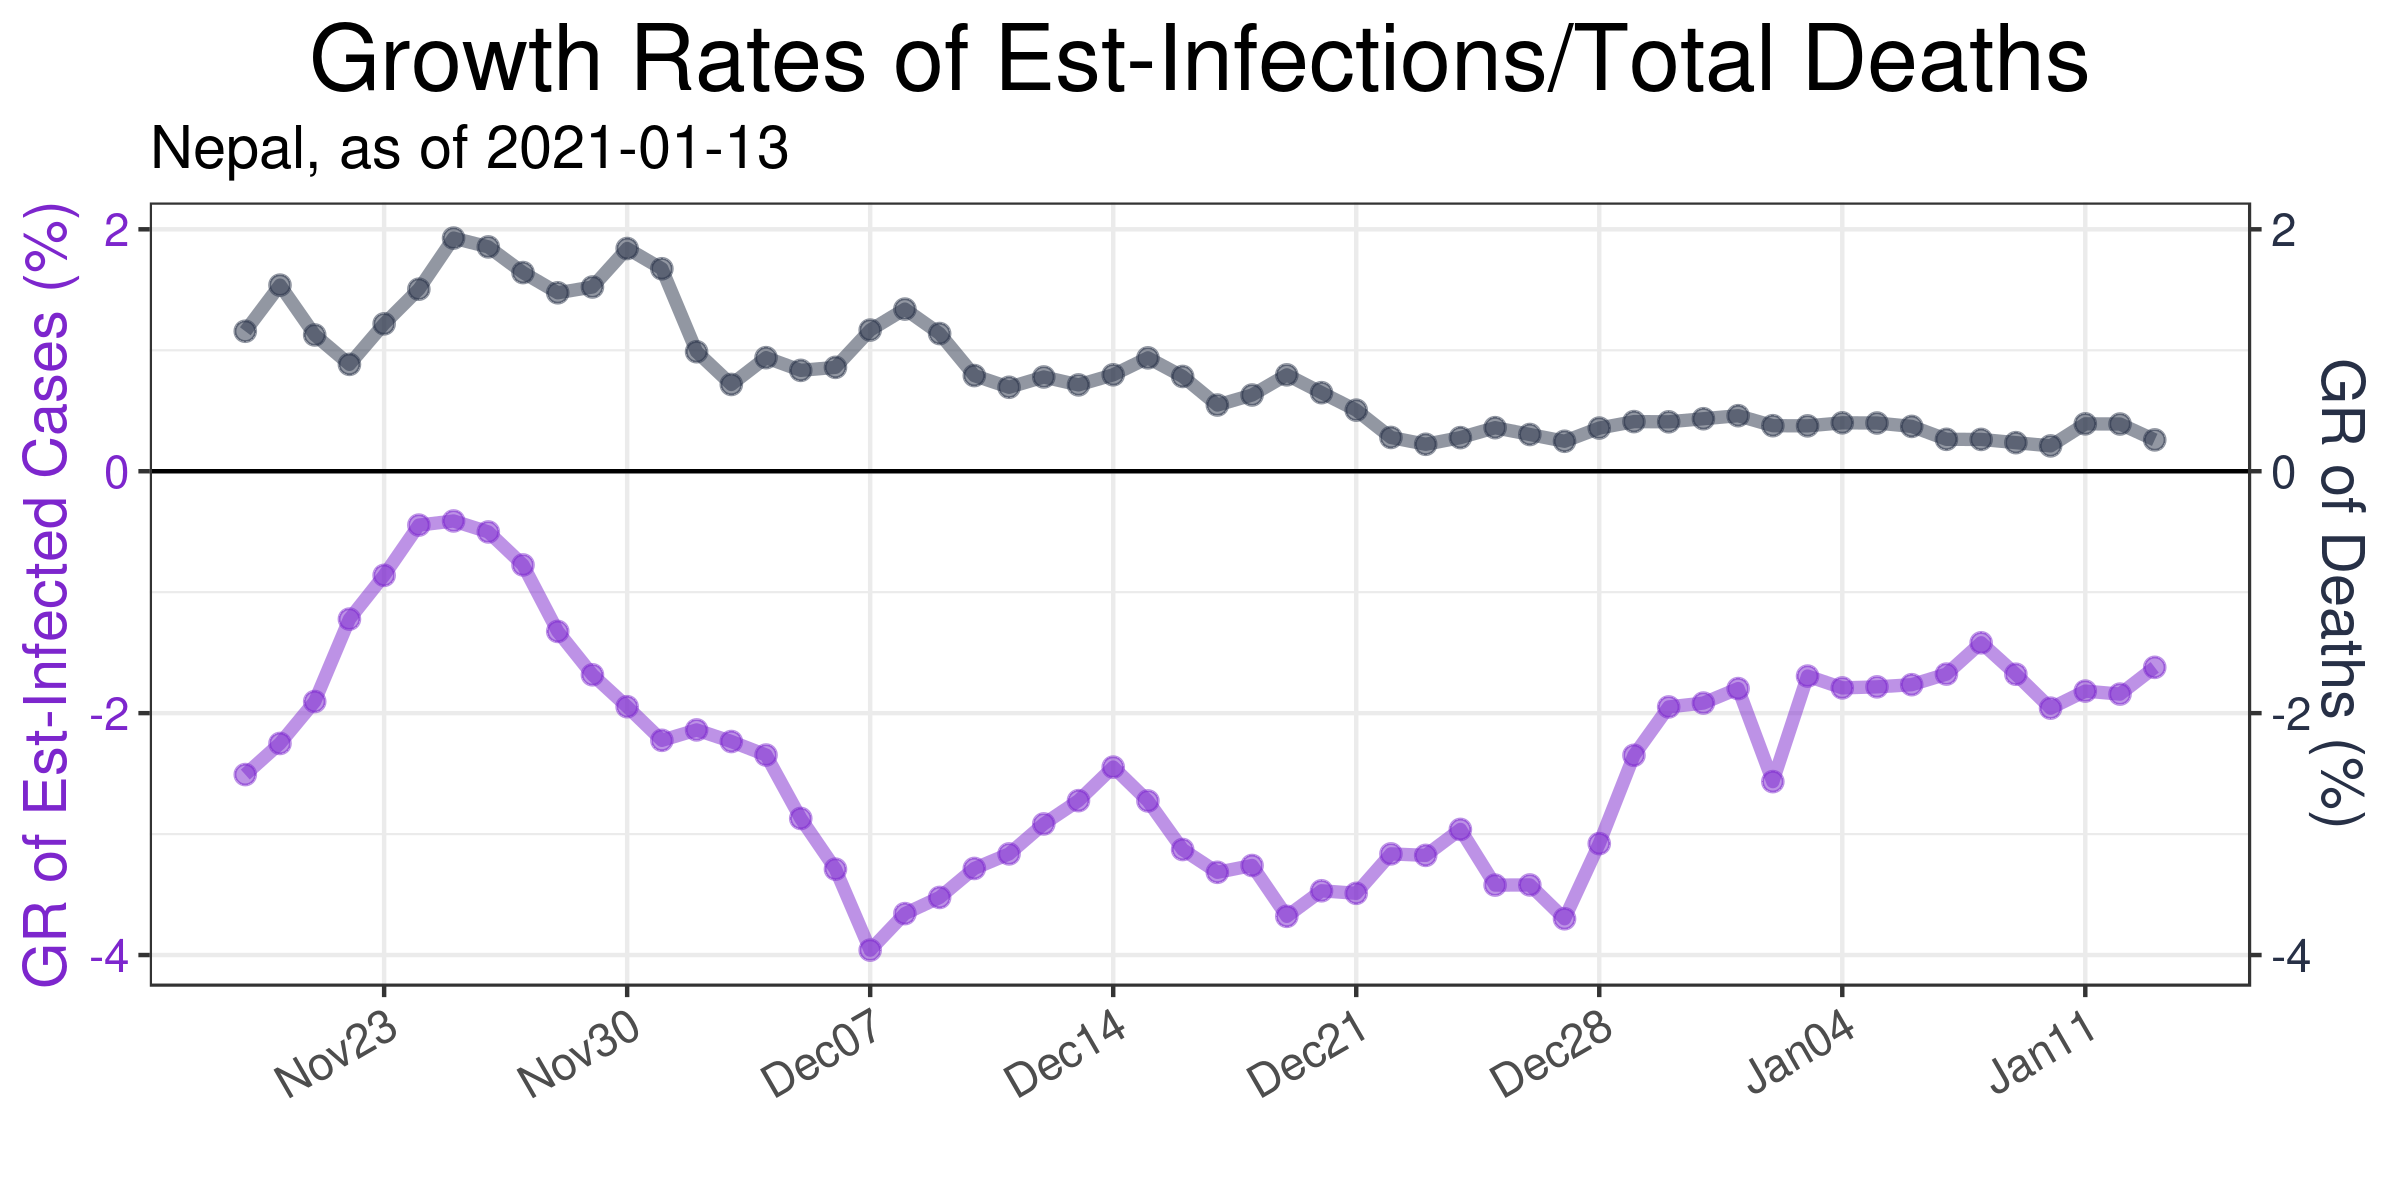 Growth Rates of Est-Infections/Total Deaths
Nepal, as of 2021-01-13
GR of Est-Infected Cases (%)
2
0
-2
-4
2
0
-2
-4
GR of Deaths (%)
Nov23
Nov30
Dec07
Dec14
Dec21
Dec28
Jan04
Jan11